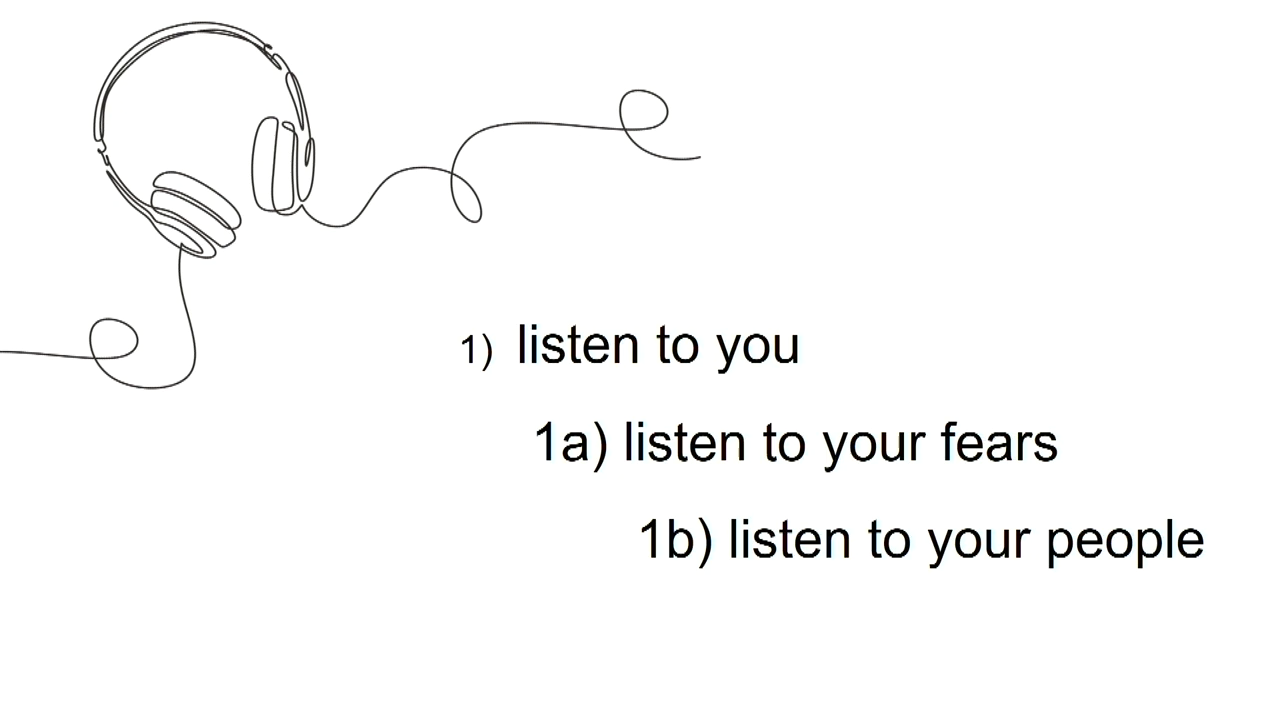 1) listen to you
1a) listen to your fears
1b) listen to your people